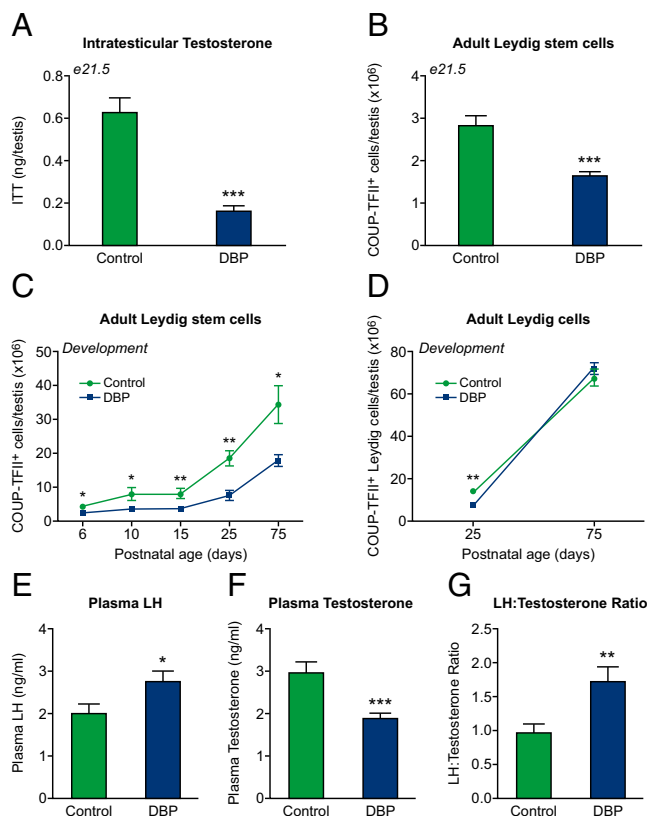 A
Intratesticular Testosterone
e21.5
ITT (ng/testis)
0.8
0.6
0.4
0.2
0.0
***
Control
DBP
B
Adult Leydig stem cells
e21.5
COUP-TFII⁺ cells/testis (x10⁶)
4
3
2
1
0
***
Control
DBP
C
Adult Leydig stem cells
Development
Control
DBP
COUP-TFII⁺ cells/testis (x10⁶)
50
40
30
20
10
0
*
*
**
**
*
6
10
15
25
75
Postnatal age (days)
D
Adult Leydig cells
Development
Control
DBP
COUP-TFII⁺ Leydig cells/testis (x10⁶)
80
60
40
20
0
**
25
75
Postnatal age (days)
E
Plasma LH
Plasma LH (ng/ml)
4
3
2
1
0
*
Control
DBP
F
Plasma Testosterone
Plasma Testosterone (ng/ml)
4
3
2
1
0
***
Control
DBP
G
LH:Testosterone Ratio
LH:Testosterone Ratio
2.5
2.0
1.5
1.0
0.5
0.0
**
Control
DBP